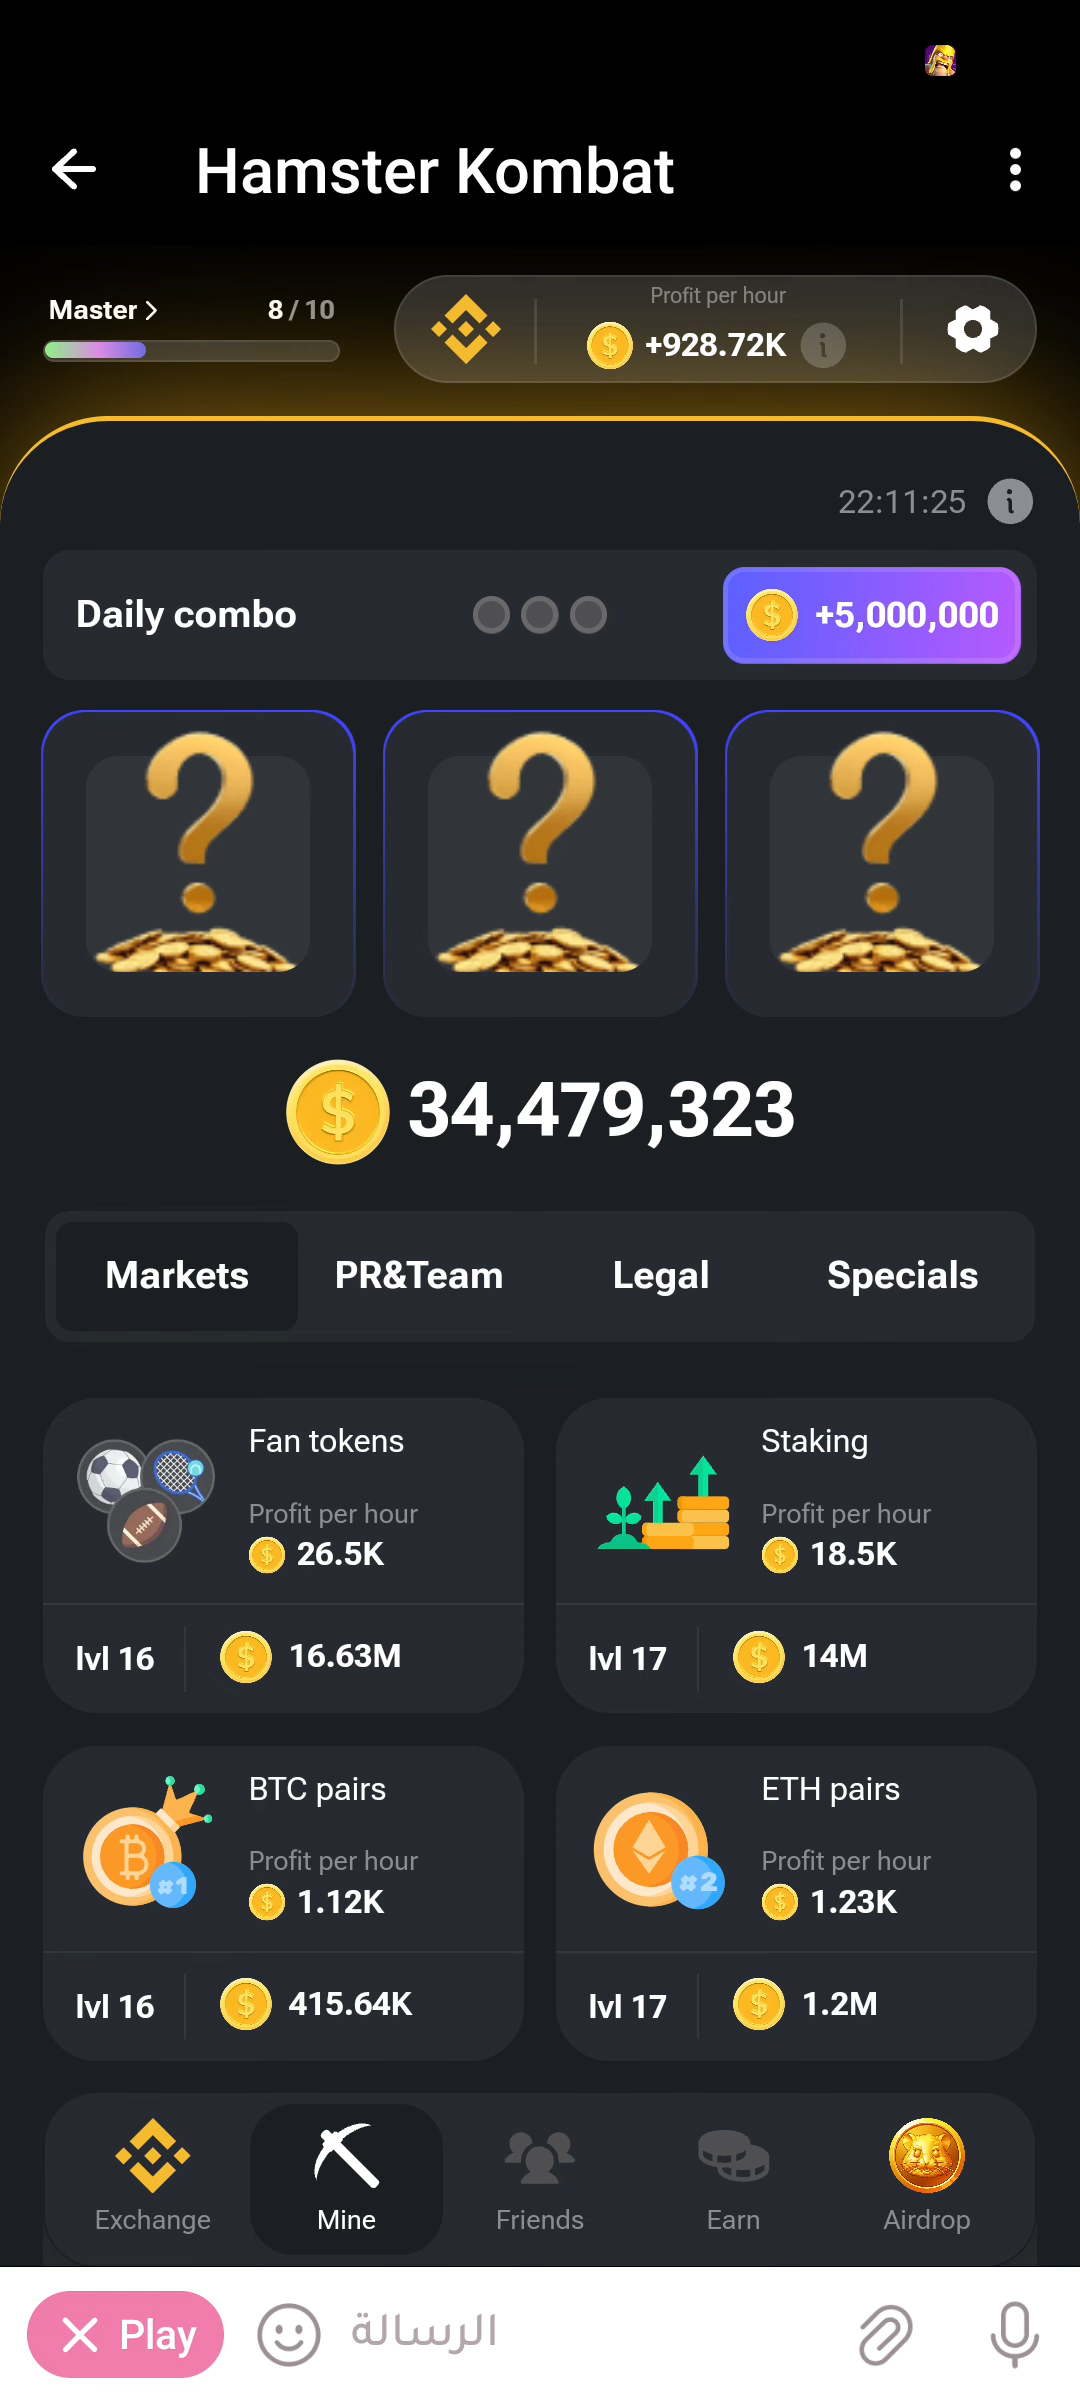 Hamster Kombat
Master > 8 / 10
Profit per hour
+928.72K
22:11:25
Daily combo +5,000,000
34,479,323
Markets PR&Team Legal Specials
Fan tokens
Profit per hour
26.5K
lvl 16 16.63M
Staking
Profit per hour
18.5K
lvl 17 14M
BTC pairs
#1
Profit per hour
1.12K
lvl 16 415.64K
ETH pairs
#2
Profit per hour
1.23K
lvl 17 1.2M
Exchange Mine Friends Earn Airdrop
Play الرسالة